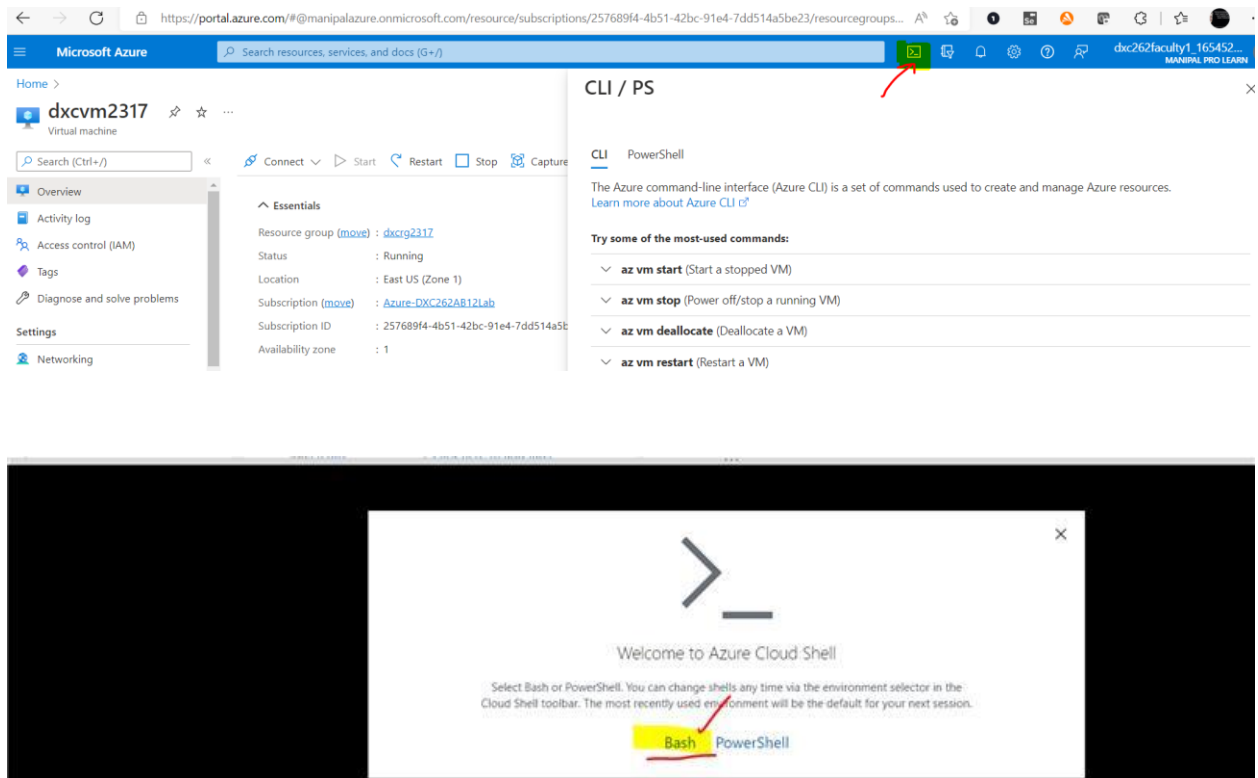 https://portal.azure.com/#@manipalazure.onmicrosoft.com/resource/subscriptions/257689f4-4b51-42bc-91e4-7dd514a5be23/resourcegroups...
Microsoft Azure
Search resources, services, and docs (G+/)
dxc262faculty1_165452...
MANIPAL PRO LEARN
Home >
dxcvm2317
Virtual machine
Search (Ctrl+/)
Connect
Start
Restart
Stop
Capture
Overview
Activity log
Access control (IAM)
Tags
Diagnose and solve problems
Settings
Networking
Essentials
Resource group (move) : dxcrg2317
Status : Running
Location : East US (Zone 1)
Subscription (move) : Azure-DXC262AB12Lab
Subscription ID : 257689f4-4b51-42bc-91e4-7dd514a5b
Availability zone : 1
CLI / PS
CLI PowerShell
The Azure command-line interface (Azure CLI) is a set of commands used to create and manage Azure resources.
Learn more about Azure CLI
Try some of the most-used commands:
az vm start (Start a stopped VM)
az vm stop (Power off/stop a running VM)
az vm deallocate (Deallocate a VM)
az vm restart (Restart a VM)
>_
Welcome to Azure Cloud Shell
Select Bash or PowerShell. You can change shells any time via the environment selector in the
Cloud Shell toolbar. The most recently used environment will be the default for your next session.
Bash PowerShell